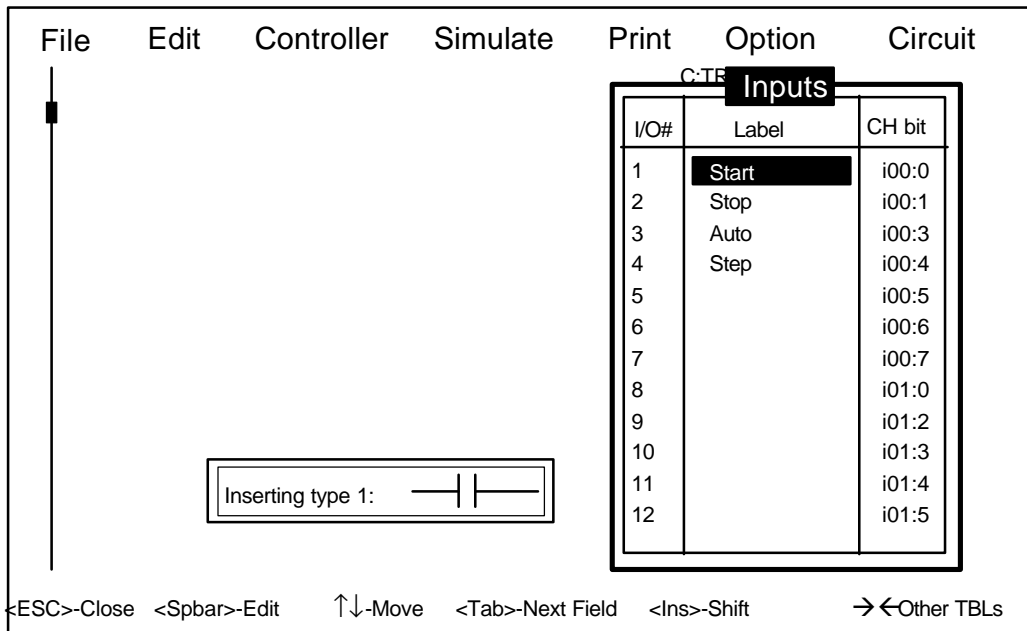 File Edit Controller Simulate Print Option Circuit
C:TR
Inputs
I/O# Label CH bit
1 Start i00:0
2 Stop i00:1
3 Auto i00:3
4 Step i00:4
5 i00:5
6 i00:6
7 i00:7
8 i01:0
9 i01:2
10 i01:3
11 i01:4
12 i01:5
Inserting type 1:
<ESC>-Close <Spbar>-Edit ↑↓-Move <Tab>-Next Field <Ins>-Shift →←Other TBLs